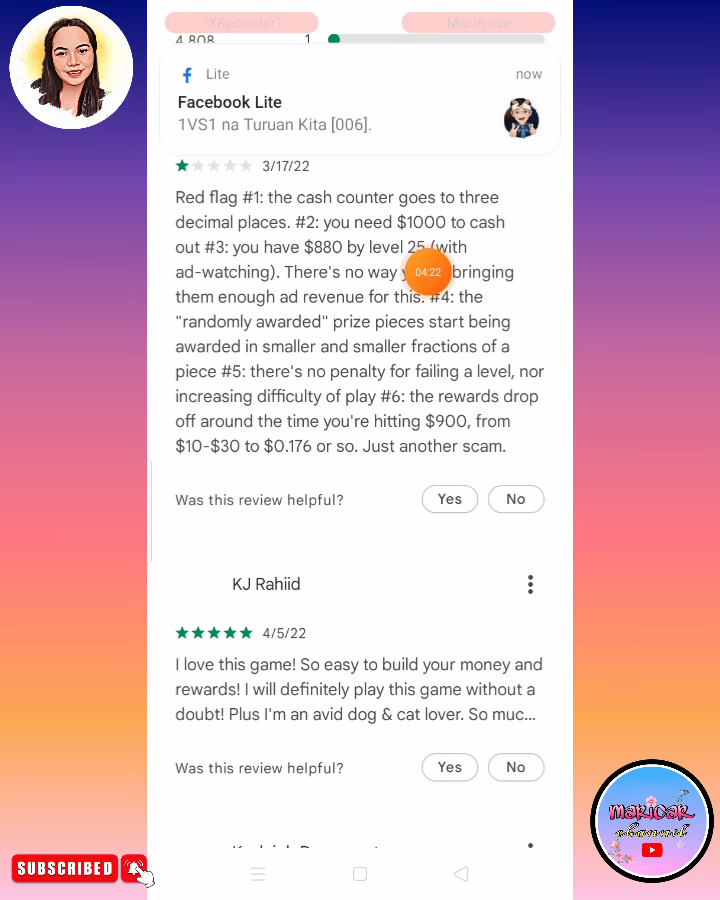 "XRecorder"
Mic in use
4,808
1
Lite
now
Facebook Lite
1VS1 na Turuan Kita [006].
3/17/22
Red flag #1: the cash counter goes to three
decimal places. #2: you need $1000 to cash
out #3: you have $880 by level 25 (with
ad-watching). There's no way bringing
04:22
them enough ad revenue for this. #4: the
"randomly awarded" prize pieces start being
awarded in smaller and smaller fractions of a
piece #5: there's no penalty for failing a level, nor
increasing difficulty of play #6: the rewards drop
off around the time you're hitting $900, from
$10-$30 to $0.176 or so. Just another scam.
Was this review helpful?
Yes
No
KJ Rahiid
4/5/22
I love this game! So easy to build your money and
rewards! I will definitely play this game without a
doubt! Plus I'm an avid dog & cat lover. So muc...
Was this review helpful?
Yes
No
MARICAR
channel
SUBSCRIBED